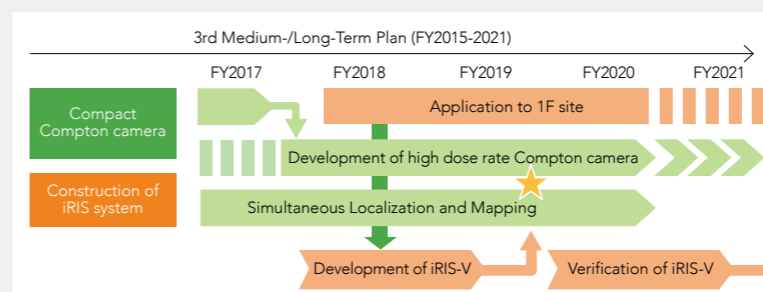 3rd Medium-/Long-Term Plan (FY2015-2021)
FY2017
FY2018
FY2019
FY2020
FY2021
Compact
Compton camera
Application to 1F site
Development of high dose rate Compton camera
Construction of
iRIS system
Simultaneous Localization and Mapping
Development of iRIS-V
Verification of iRIS-V